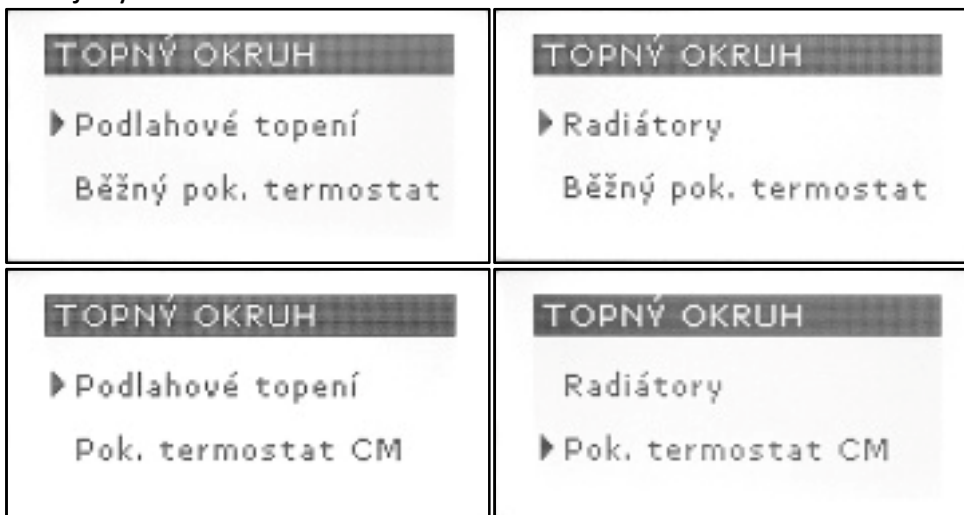 TOPNÝ OKRUH
Podlahové topení
Běžný pok. termostat
TOPNÝ OKRUH
Radiátory
Běžný pok. termostat
TOPNÝ OKRUH
Podlahové topení
Pok. termostat CM
TOPNÝ OKRUH
Radiátory
Pok. termostat CM